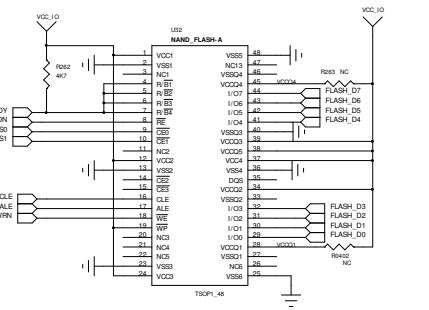 VCC_IO
VCC_IO
U32
NAND_FLASH-A
R262
4K7
1 VCC1
2 VSS1
3 NC1
4 R/B1
5 R/B2
6 R/B3
7 R/B4
8 RE
9 CE0
10 CE1
11 NC2
12 VCC2
13 VSS2
14 CE2
15 CE3
16 CLE
17 ALE
18 WE
19 WP
20 NC3
21 NC4
22 NC5
23 VSS3
24 VCC3
VSS5 48
NC13 47
VSSQ4 46
VCCQ4 45 VCCQ4
I/O7 44
I/O6 43
I/O5 42
I/O4 41
VSSQ3 40
VCCQ3 39
VCCQ5 38
VCC4 37
VSS4 36
DQS 35
VCCQ2 34
VSSQ2 33
I/O3 32
I/O2 31
I/O1 30
I/O0 29
VCCQ1 28 VCCQ1
VSSQ1 27
NC6 26
VSS6 25
R263 NC
FLASH_D7
FLASH_D6
FLASH_D5
FLASH_D4
FLASH_D3
FLASH_D2
FLASH_D1
FLASH_D0
R0402
NC
DY
DN
S0
S1
CLE
ALE
WRN
TSOP1_48